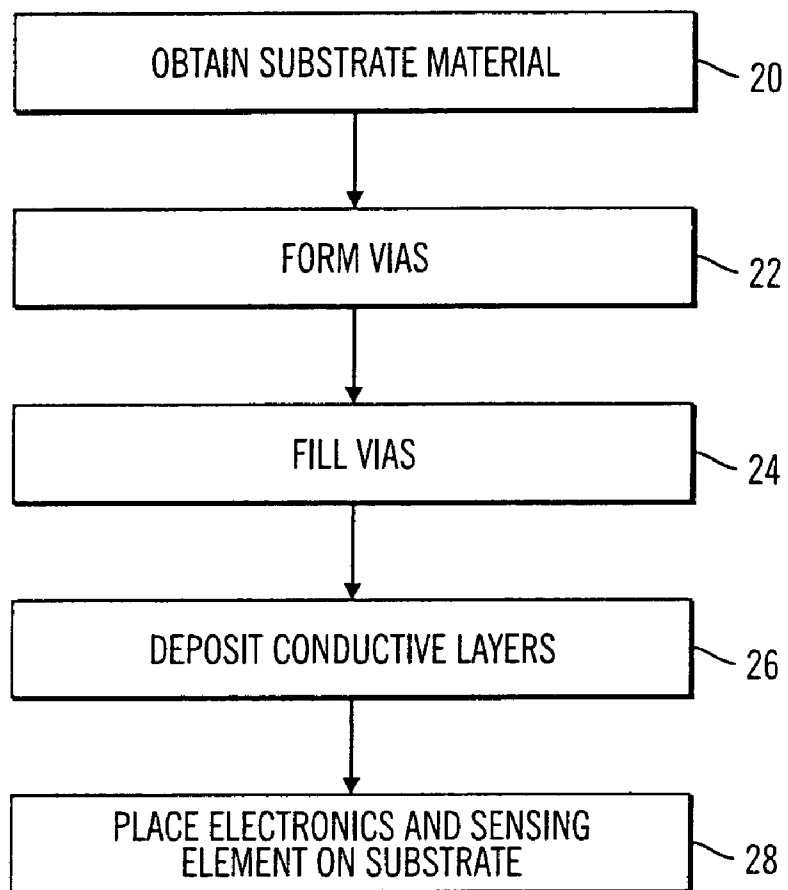 OBTAIN SUBSTRATE MATERIAL
20
FORM VIAS
22
FILL VIAS
24
DEPOSIT CONDUCTIVE LAYERS
26
PLACE ELECTRONICS AND SENSING
ELEMENT ON SUBSTRATE
28